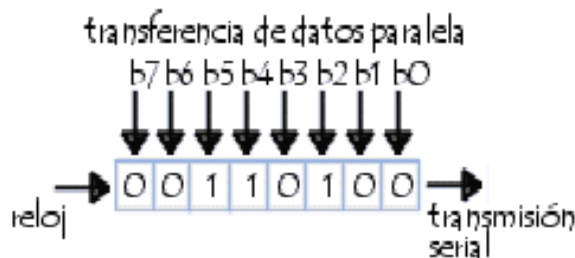 transferencia de datos paralela
b7 b6 b5 b4 b3 b2 b1 b0
0 0 1 1 0 1 0 0
reloj
transmisión
serial